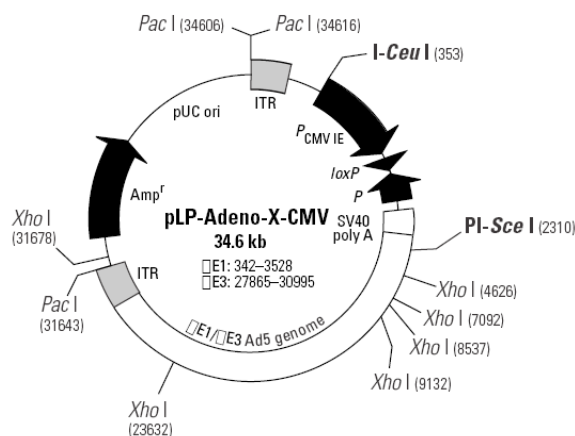 Pac I (34606)
Pac I (34616)
I-Ceu I (353)
ITR
pUC ori
P CMV IE
loxP
P
Ampr
SV40
poly A
pLP-Adeno-X-CMV
34.6 kb
□E1: 342–3528
□E3: 27865–30995
PI-Sce I (2310)
Xho I
(31678)
ITR
Pac I
(31643)
Xho I (4626)
Xho I (7092)
Xho I (8537)
Xho I (9132)
□E1/□E3 Ad5 genome
Xho I
(23632)